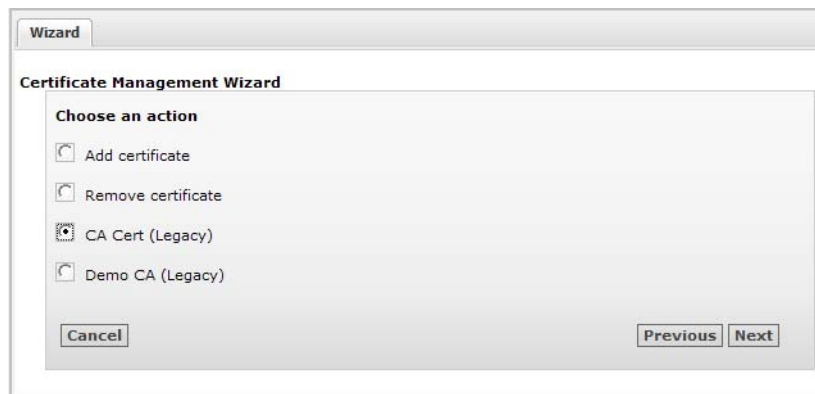 Wizard
Certificate Management Wizard
Choose an action
Add certificate
Remove certificate
CA Cert (Legacy)
Demo CA (Legacy)
Cancel Previous Next